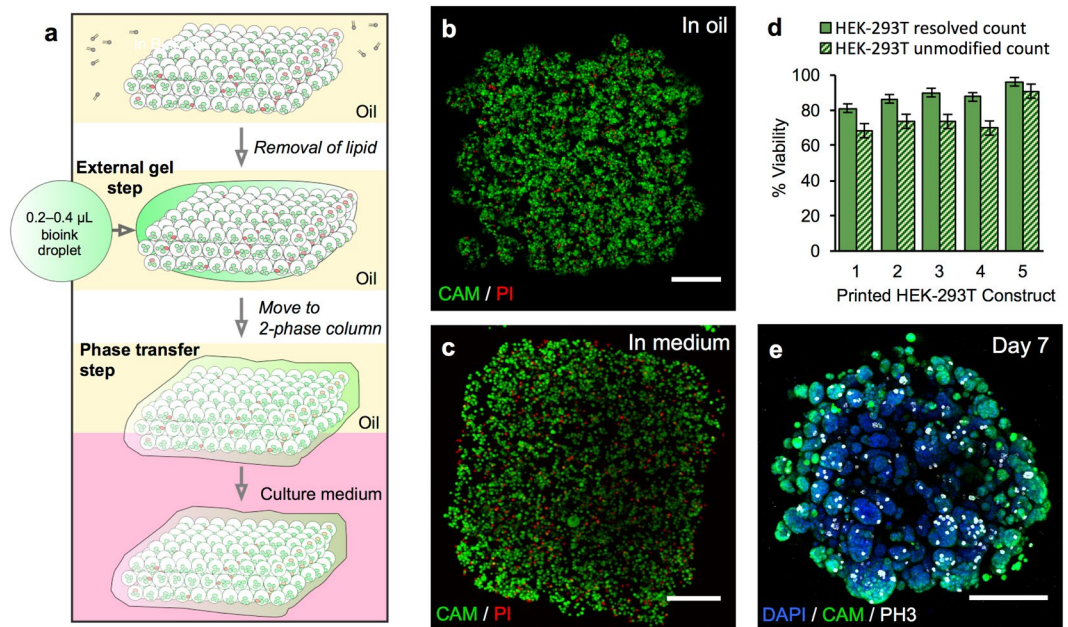 a
Oil
Removal of lipid
External gel
step
0.2–0.4 µL
bioink
droplet
Oil
Move to
2-phase column
Phase transfer
step
Oil
Culture medium
b
In oil
CAM / PI
c
In medium
CAM / PI
d
HEK-293T resolved count
HEK-293T unmodified count
% Viability
100
80
60
40
20
0
1 2 3 4 5
Printed HEK-293T Construct
e
Day 7
DAPI / CAM / PH3